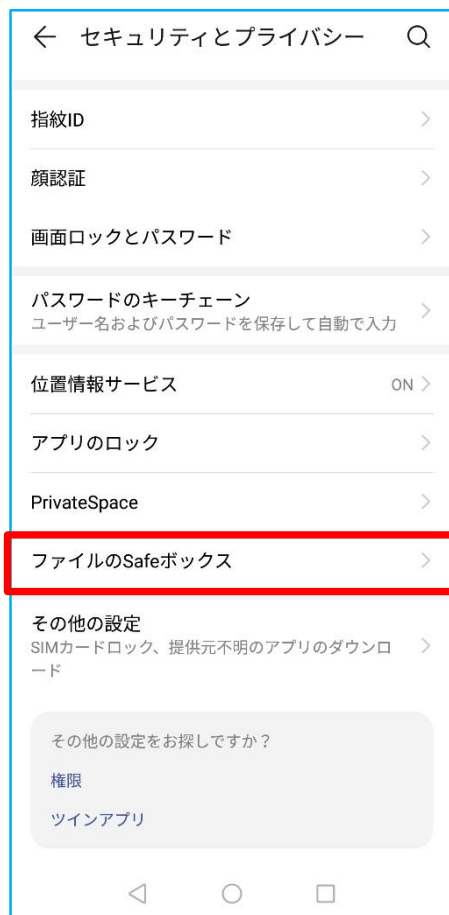 セキュリティとプライバシー
指紋ID
顔認証
画面ロックとパスワード
パスワードのキーチェーン
ユーザー名およびパスワードを保存して自動で入力
位置情報サービス ON
アプリのロック
PrivateSpace
ファイルのSafeボックス
その他の設定
SIMカードロック、提供元不明のアプリのダウンロ
ード
その他の設定をお探しですか？
権限
ツインアプリ